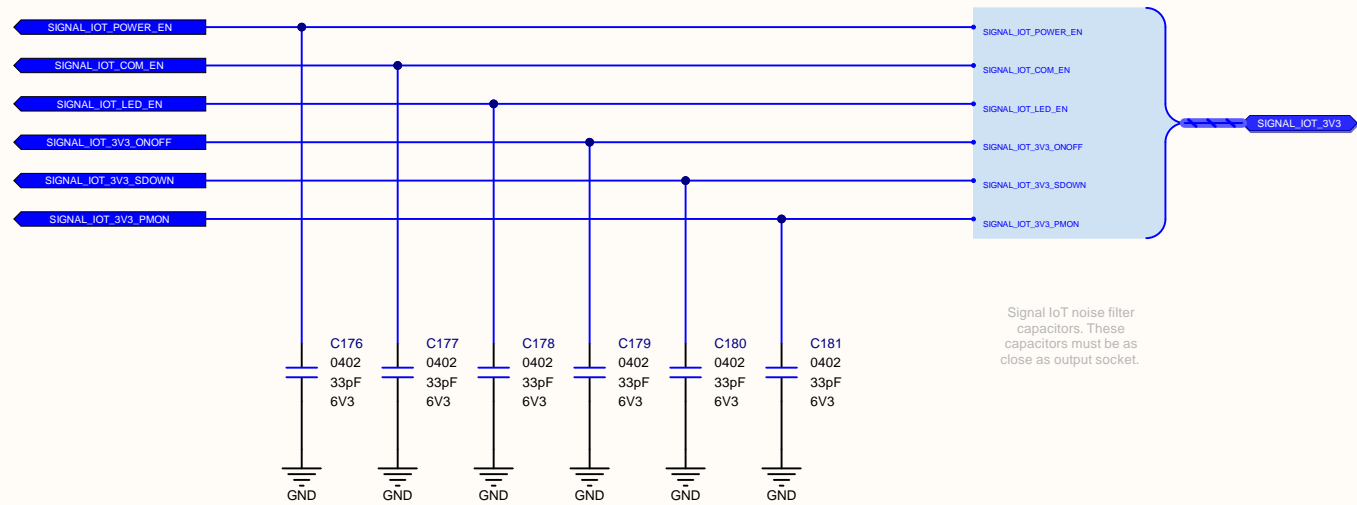 SIGNAL_IOT_POWER_EN
SIGNAL_IOT_COM_EN
SIGNAL_IOT_LED_EN
SIGNAL_IOT_3V3_ONOFF
SIGNAL_IOT_3V3_SDOWN
SIGNAL_IOT_3V3_PMON
SIGNAL_IOT_POWER_EN
SIGNAL_IOT_COM_EN
SIGNAL_IOT_LED_EN
SIGNAL_IOT_3V3_ONOFF
SIGNAL_IOT_3V3_SDOWN
SIGNAL_IOT_3V3_PMON
SIGNAL_IOT_3V3
Signal IoT noise filter
capacitors. These
capacitors must be as
close as output socket.
C176
0402
33pF
6V3
GND
C177
0402
33pF
6V3
GND
C178
0402
33pF
6V3
GND
C179
0402
33pF
6V3
GND
C180
0402
33pF
6V3
GND
C181
0402
33pF
6V3
GND